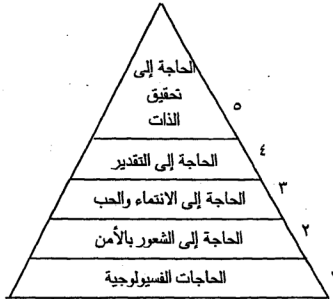 الحاجة إلى
تحقيق
الذات
٥
الحاجة إلى التقدير
٤
الحاجة إلى الانتماء والحب
٣
الحاجة إلى الشعور بالأمن
٢
الحاجات الفسيولوجية